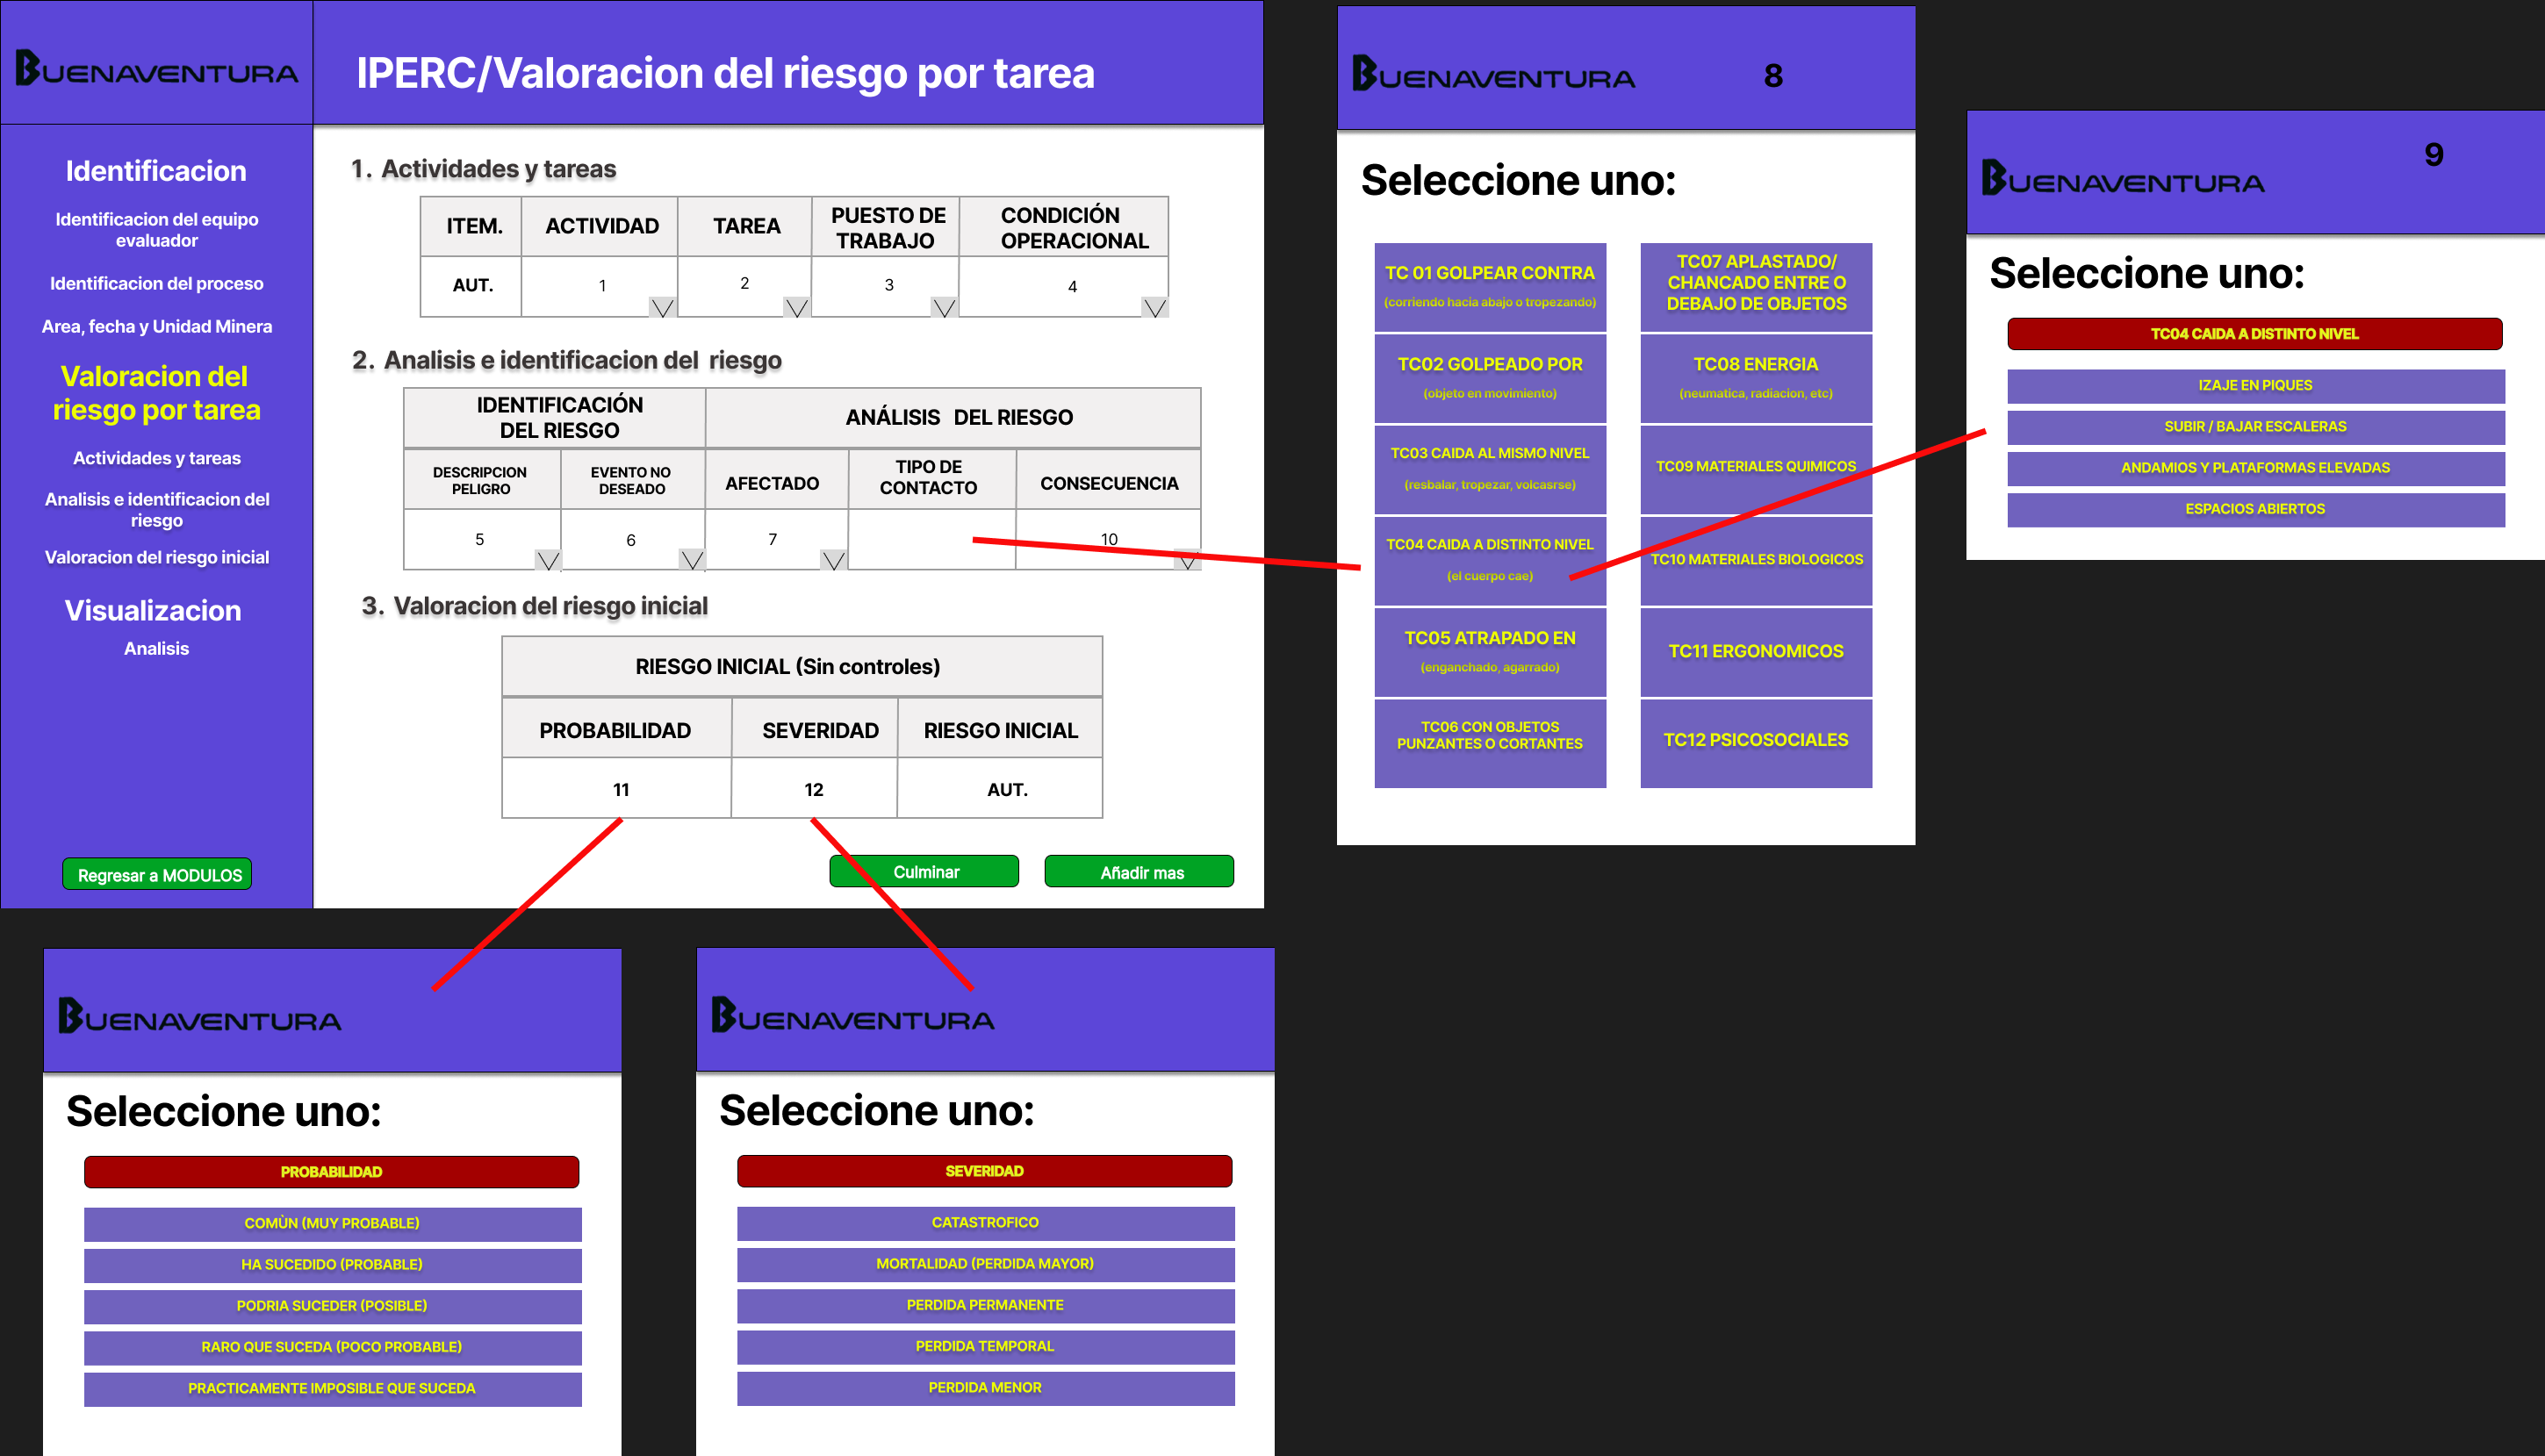 BUENAVENTURA
IPERC/Valoracion del riesgo por tarea
Identificacion
Identificacion del equipo
evaluador
Identificacion del proceso
Area, fecha y Unidad Minera
Valoracion del
riesgo por tarea
Actividades y tareas
Analisis e identificacion del
riesgo
Valoracion del riesgo inicial
Visualizacion
Analisis
Regresar a MODULOS
1. Actividades y tareas
ITEM.
ACTIVIDAD
TAREA
PUESTO DE
TRABAJO
CONDICIÓN
OPERACIONAL
AUT.
1
2
3
4
2. Analisis e identificacion del riesgo
IDENTIFICACIÓN
DEL RIESGO
ANÁLISIS DEL RIESGO
DESCRIPCION
PELIGRO
EVENTO NO
DESEADO
AFECTADO
TIPO DE
CONTACTO
CONSECUENCIA
5
6
7
10
3. Valoracion del riesgo inicial
RIESGO INICIAL (Sin controles)
PROBABILIDAD
SEVERIDAD
RIESGO INICIAL
11
12
AUT.
Culminar
Añadir mas
BUENAVENTURA
8
Seleccione uno:
TC 01 GOLPEAR CONTRA
(corriendo hacia abajo o tropezando)
TC02 GOLPEADO POR
(objeto en movimiento)
TC03 CAIDA AL MISMO NIVEL
(resbalar, tropezar, volcasrse)
TC04 CAIDA A DISTINTO NIVEL
(el cuerpo cae)
TC05 ATRAPADO EN
(enganchado, agarrado)
TC06 CON OBJETOS
PUNZANTES O CORTANTES
TC07 APLASTADO/
CHANCADO ENTRE O
DEBAJO DE OBJETOS
TC08 ENERGIA
(neumatica, radiacion, etc)
TC09 MATERIALES QUIMICOS
TC10 MATERIALES BIOLOGICOS
TC11 ERGONOMICOS
TC12 PSICOSOCIALES
BUENAVENTURA
9
Seleccione uno:
TC04 CAIDA A DISTINTO NIVEL
IZAJE EN PIQUES
SUBIR / BAJAR ESCALERAS
ANDAMIOS Y PLATAFORMAS ELEVADAS
ESPACIOS ABIERTOS
BUENAVENTURA
Seleccione uno:
PROBABILIDAD
COMÙN (MUY PROBABLE)
HA SUCEDIDO (PROBABLE)
PODRIA SUCEDER (POSIBLE)
RARO QUE SUCEDA (POCO PROBABLE)
PRACTICAMENTE IMPOSIBLE QUE SUCEDA
BUENAVENTURA
Seleccione uno:
SEVERIDAD
CATASTROFICO
MORTALIDAD (PERDIDA MAYOR)
PERDIDA PERMANENTE
PERDIDA TEMPORAL
PERDIDA MENOR